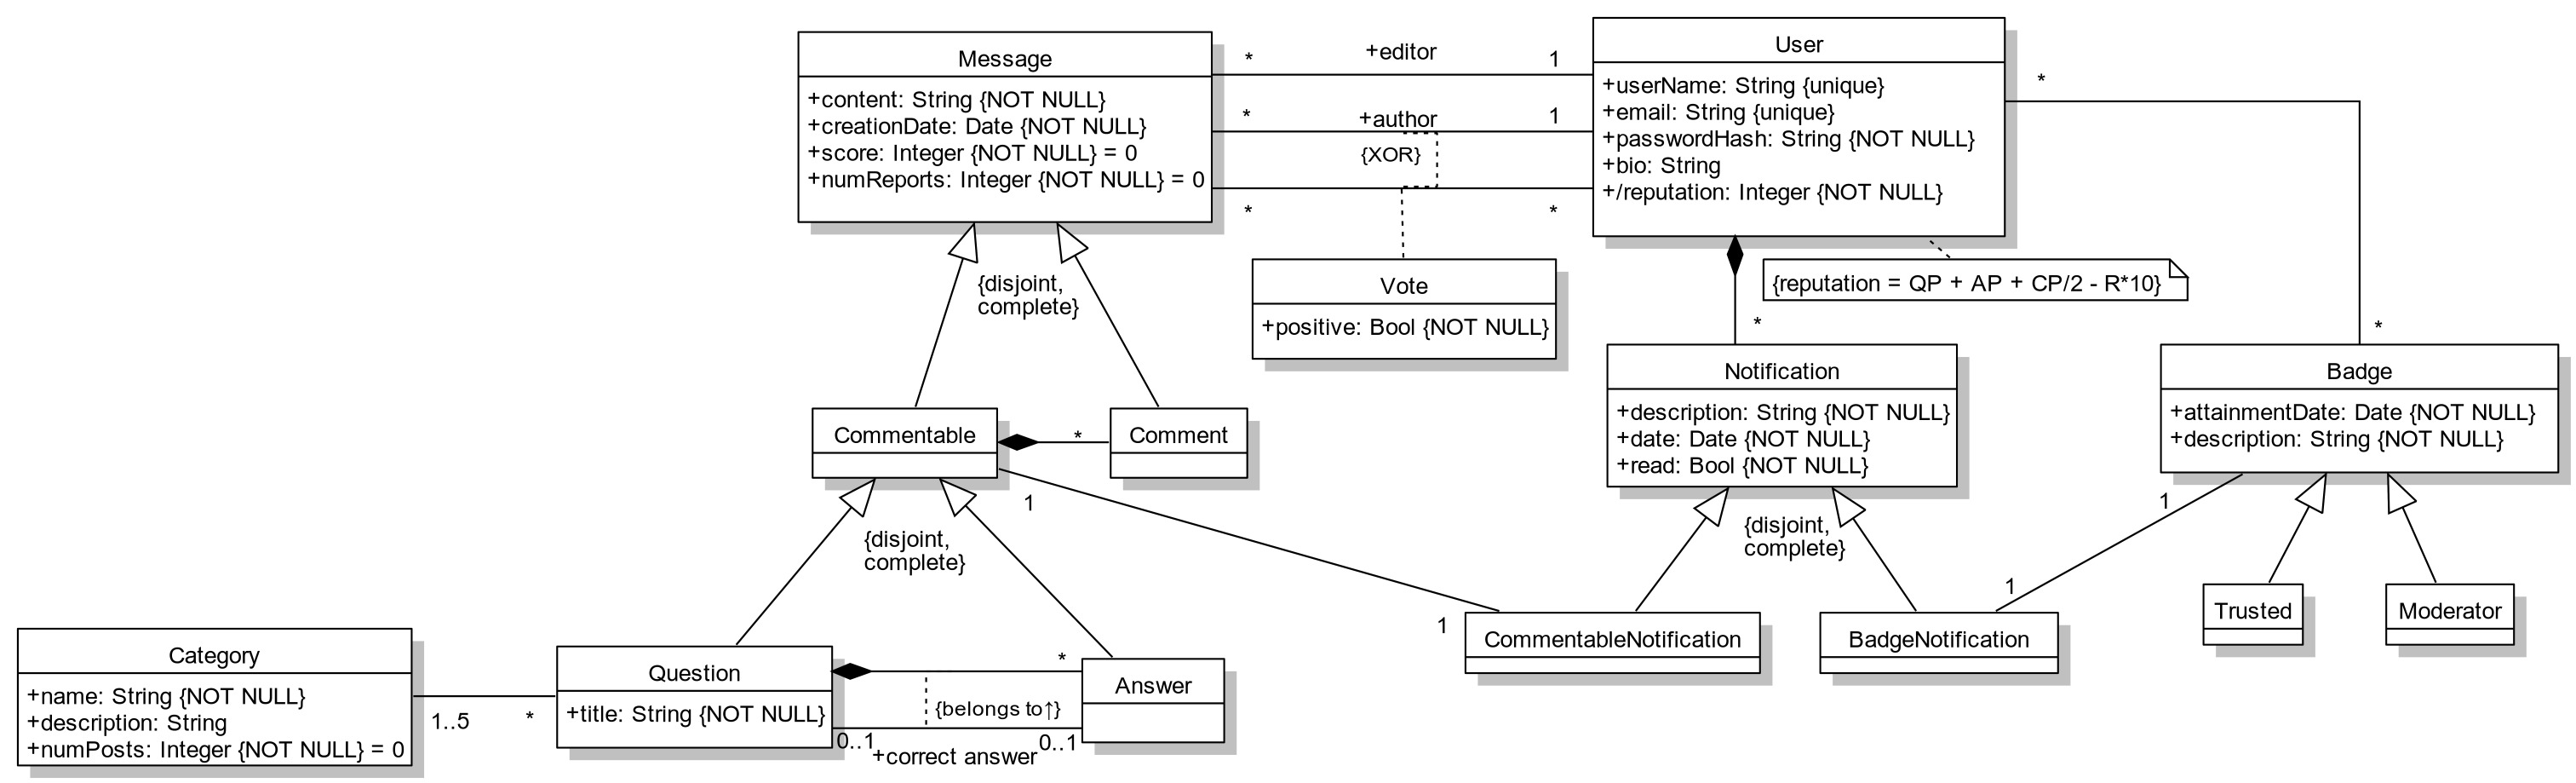 Message
+content: String {NOT NULL}
+creationDate: Date {NOT NULL}
+score: Integer {NOT NULL} = 0
+numReports: Integer {NOT NULL} = 0
* +editor 1
* +author 1
{XOR}
* *
User
+userName: String {unique}
+email: String {unique}
+passwordHash: String {NOT NULL}
+bio: String
+/reputation: Integer {NOT NULL}
*
{reputation = QP + AP + CP/2 - R*10}
{disjoint,
complete}
Vote
+positive: Bool {NOT NULL}
*
*
Notification
+description: String {NOT NULL}
+date: Date {NOT NULL}
+read: Bool {NOT NULL}
Badge
+attainmentDate: Date {NOT NULL}
+description: String {NOT NULL}
Commentable
*
Comment
1
1
{disjoint,
complete}
{disjoint,
complete}
1
1
CommentableNotification
BadgeNotification
Trusted
Moderator
Category
+name: String {NOT NULL}
+description: String
+numPosts: Integer {NOT NULL} = 0
1..5 *
Question
+title: String {NOT NULL}
*
Answer
{belongs to↑}
0..1 0..1
+correct answer